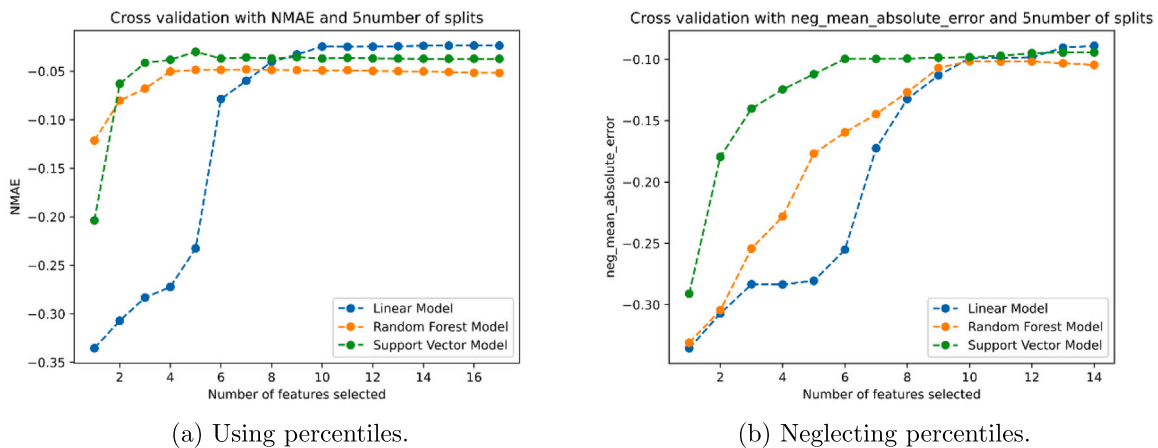 Cross validation with NMAE and 5number of splits
NMAE
−0.05
−0.10
−0.15
−0.20
−0.25
−0.30
−0.35
2 4 6 8 10 12 14 16
Number of features selected
Linear Model
Random Forest Model
Support Vector Model
(a) Using percentiles.
Cross validation with neg_mean_absolute_error and 5number of splits
neg_mean_absolute_error
−0.10
−0.15
−0.20
−0.25
−0.30
2 4 6 8 10 12 14
Number of features selected
Linear Model
Random Forest Model
Support Vector Model
(b) Neglecting percentiles.